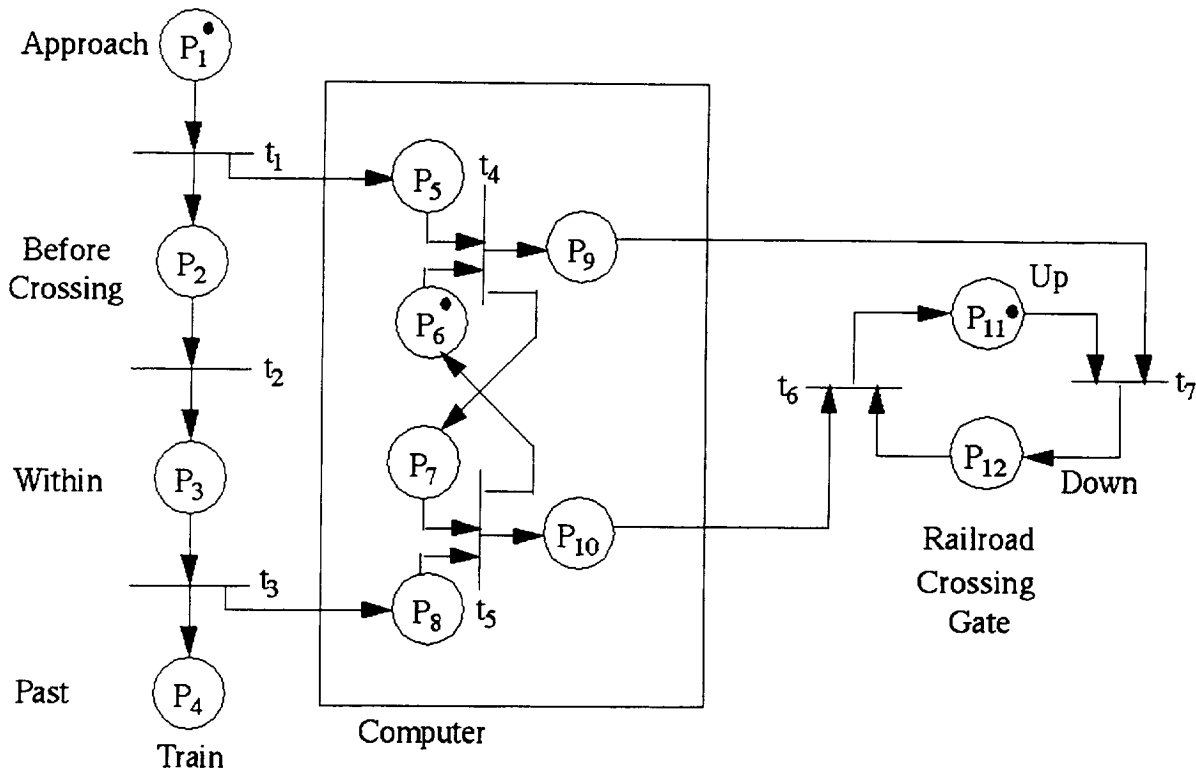 Approach
P1
t1
P5
t4
Before
Crossing
P2
P9
Up
P6
P11
t2
t6
t7
P7
P12
Within
P3
Down
P10
Railroad
Crossing
Gate
t3
P8
t5
Past
P4
Computer
Train